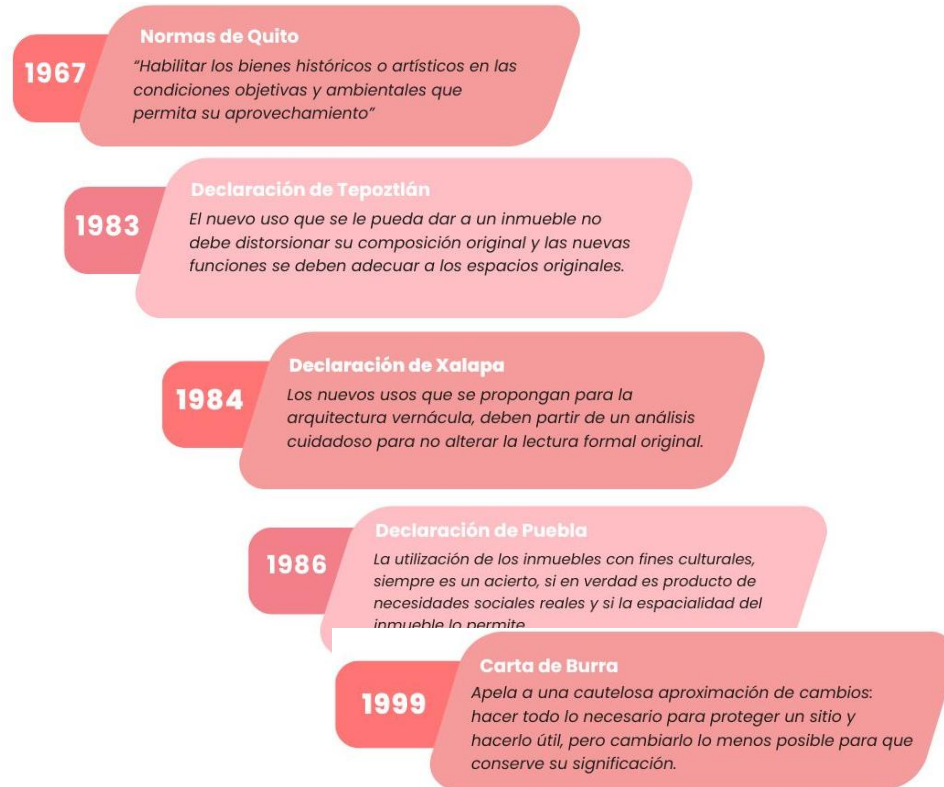 1967
Normas de Quito
“Habilitar los bienes históricos o artísticos en las
condiciones objetivas y ambientales que
permita su aprovechamiento”
1983
Declaración de Tepoztlán
El nuevo uso que se le pueda dar a un inmueble no
debe distorsionar su composición original y las nuevas
funciones se deben adecuar a los espacios originales.
1984
Declaración de Xalapa
Los nuevos usos que se propongan para la
arquitectura vernácula, deben partir de un análisis
cuidadoso para no alterar la lectura formal original.
1986
Declaración de Puebla
La utilización de los inmuebles con fines culturales,
siempre es un acierto, si en verdad es producto de
necesidades sociales reales y si la espacialidad del
inmueble lo permite
1999
Carta de Burra
Apela a una cautelosa aproximación de cambios:
hacer todo lo necesario para proteger un sitio y
hacerlo útil, pero cambiarlo lo menos posible para que
conserve su significación.